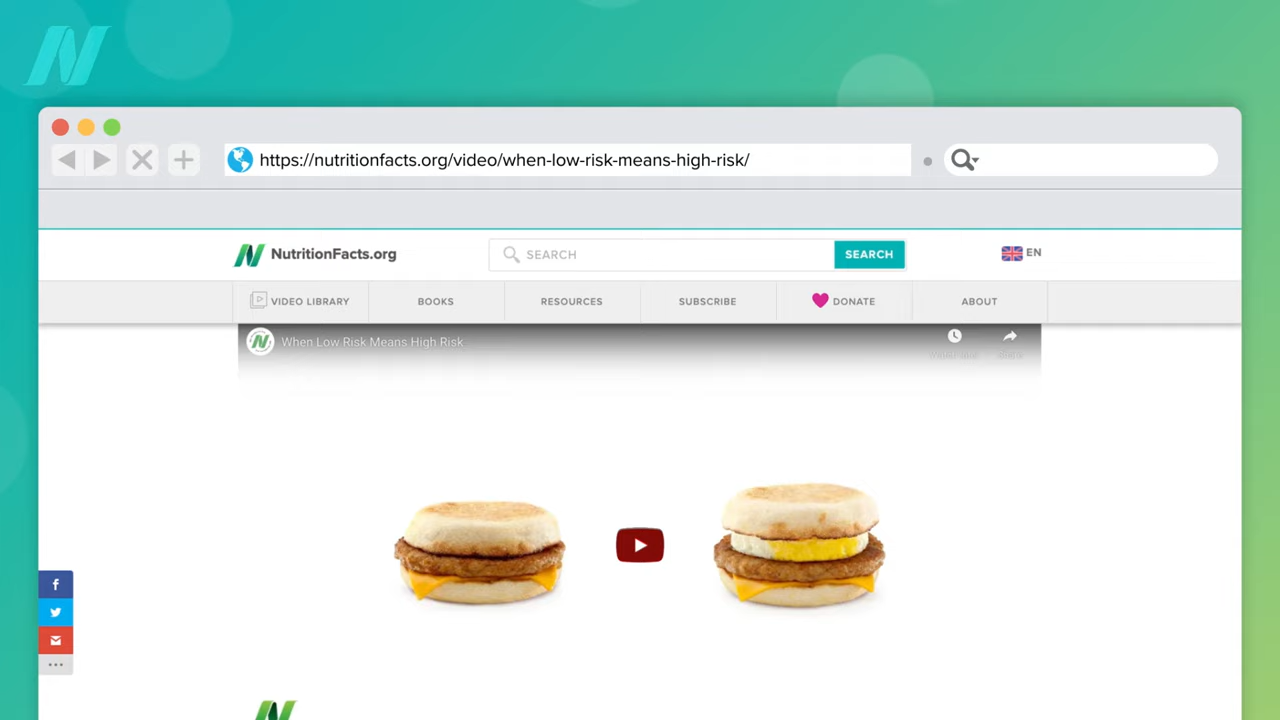 https://nutritionfacts.org/video/when-low-risk-means-high-risk/
NutritionFacts.org
SEARCH
SEARCH
EN
VIDEO LIBRARY
BOOKS
RESOURCES
SUBSCRIBE
DONATE
ABOUT
When Low Risk Means High Risk